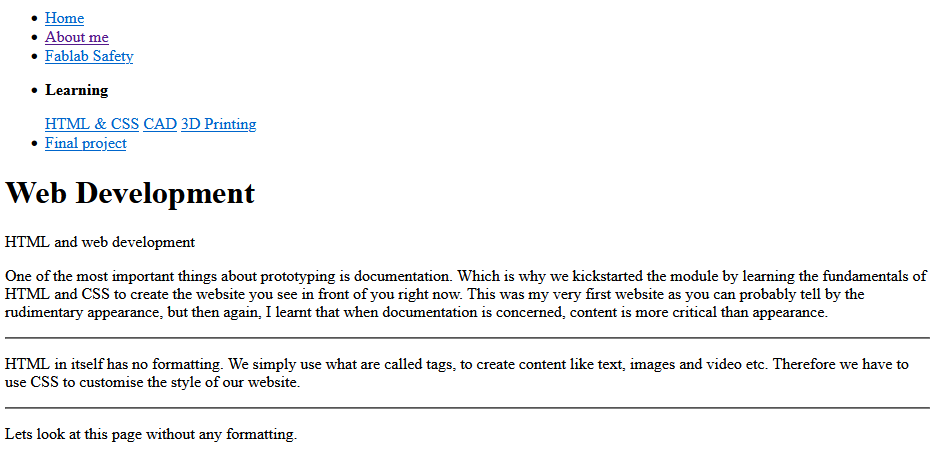 Home
About me
Fablab Safety
Learning
HTML & CSS CAD 3D Printing
Final project
Web Development
HTML and web development
One of the most important things about prototyping is documentation. Which is why we kickstarted the module by learning the fundamentals of
HTML and CSS to create the website you see in front of you right now. This was my very first website as you can probably tell by the
rudimentary appearance, but then again, I learnt that when documentation is concerned, content is more critical than appearance.
HTML in itself has no formatting. We simply use what are called tags, to create content like text, images and video etc. Therefore we have to
use CSS to customise the style of our website.
Lets look at this page without any formatting.